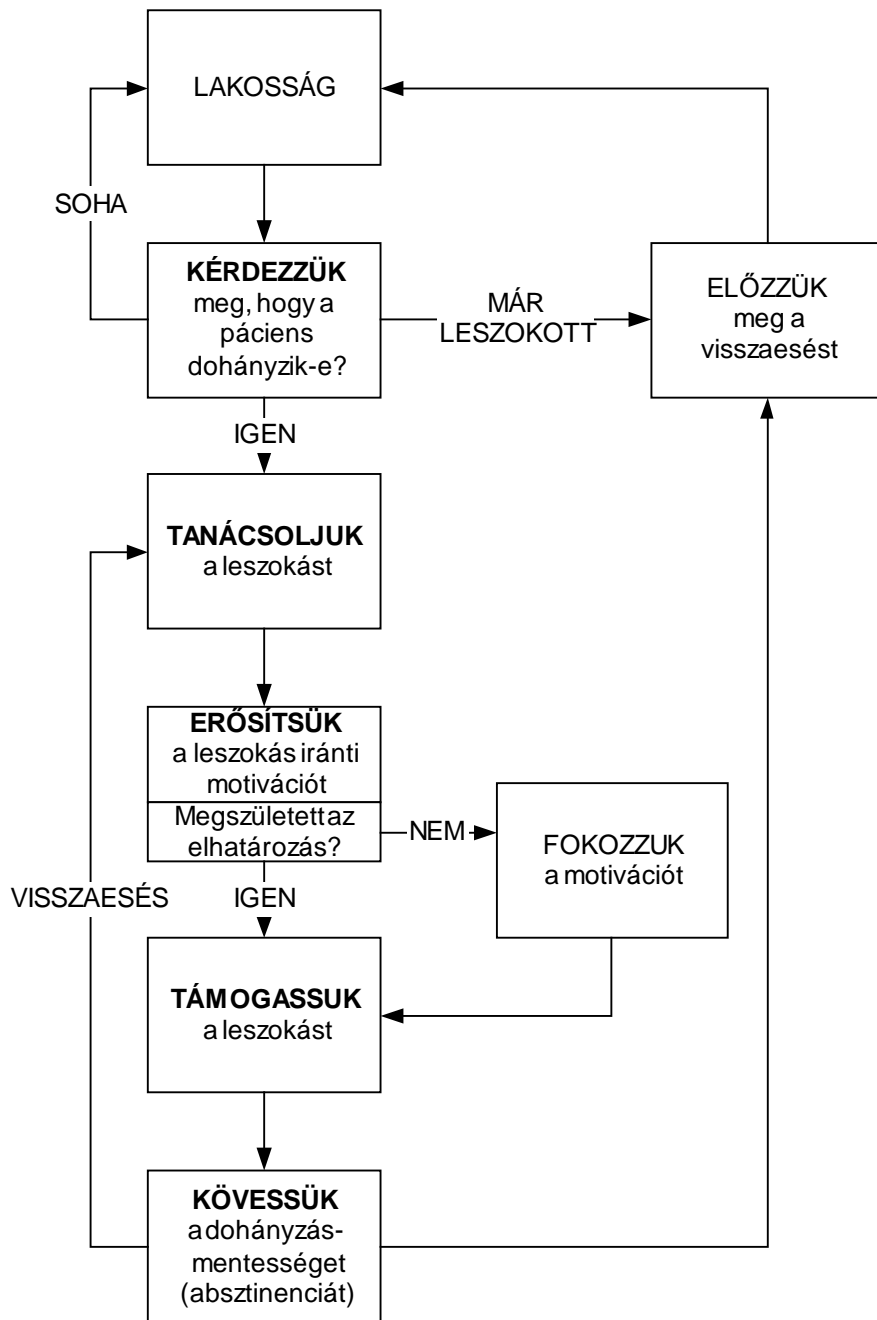 LAKOSSÁG
SOHA
KÉRDEZZÜK
meg, hogy a
páciens
dohányzik-e?
MÁR
LESZOKOTT
ELŐZZÜK
meg a
visszaesést
IGEN
TANÁCSOLJUK
a leszokást
ERŐSÍTSÜK
a leszokás iránti
motivációt
Megszületett az
elhatározás?
NEM
FOKOZZUK
a motivációt
VISSZAESÉS
IGEN
TÁMOGASSUK
a leszokást
KÖVESSÜK
a dohányzás-
mentességet
(absztinenciát)